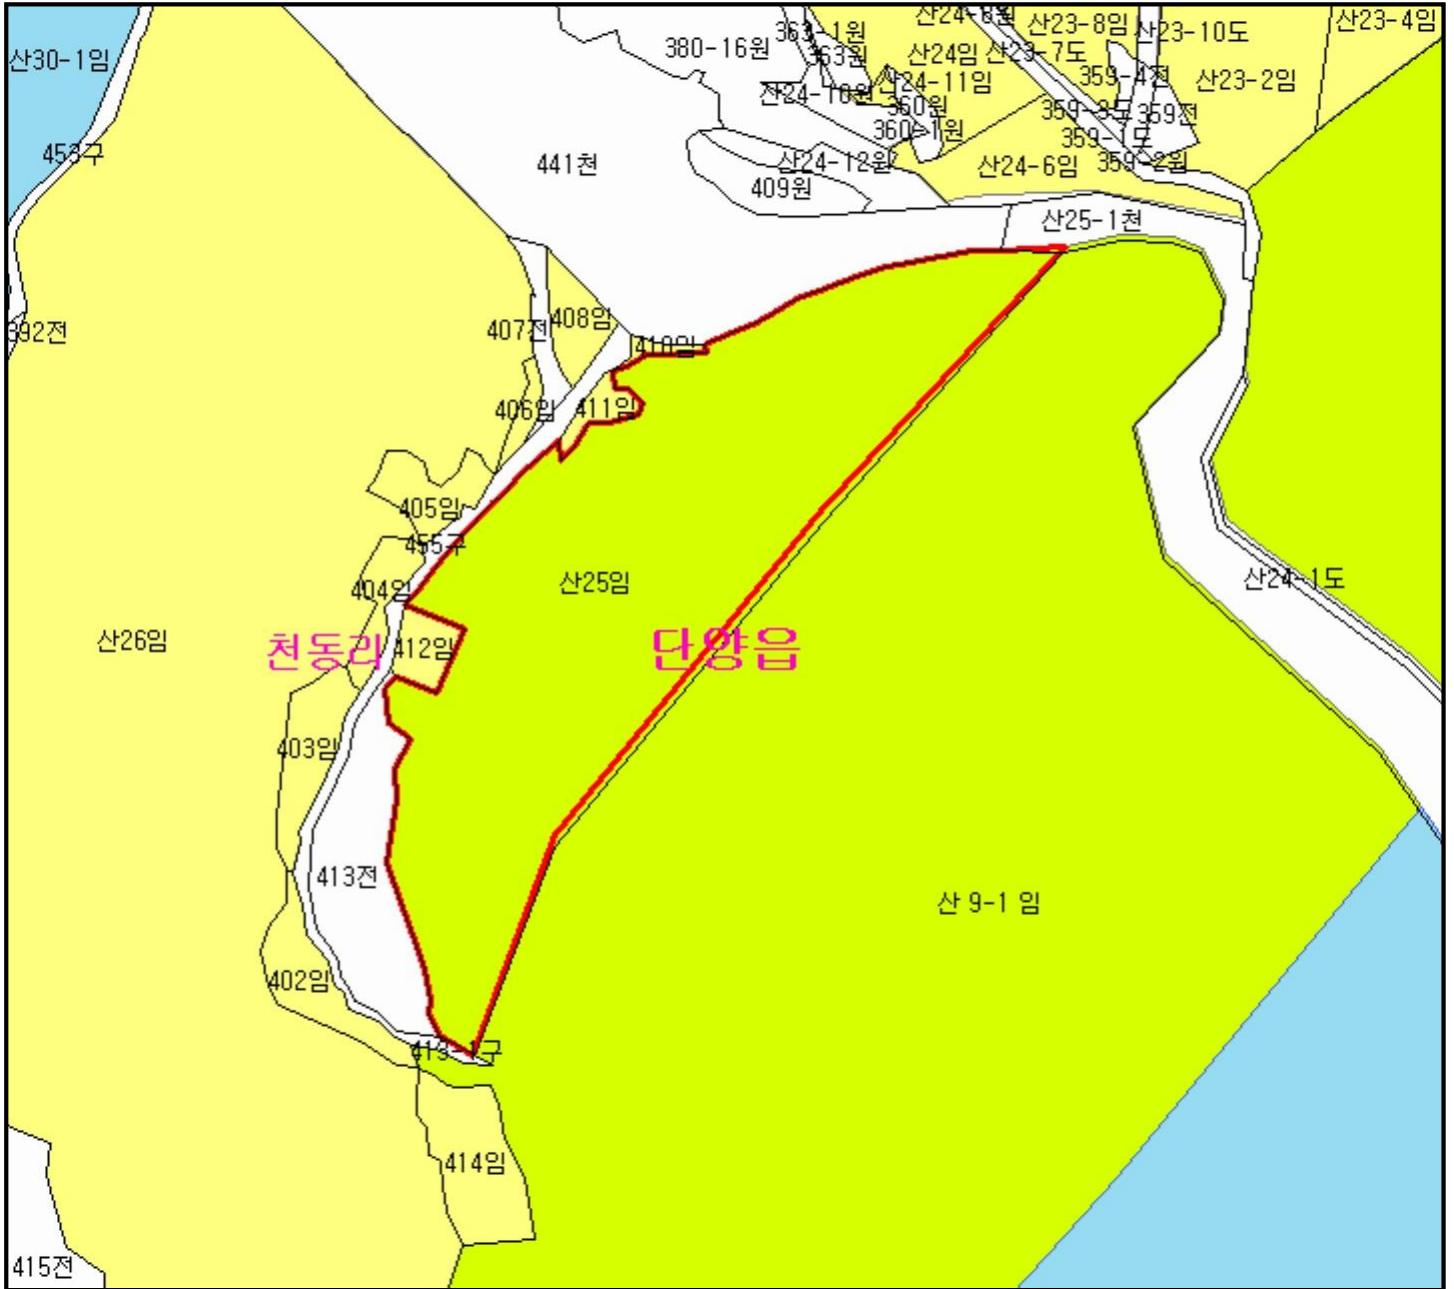 산24-8원
산23-8임
산23-4임
363-1원
산23-10도
380-16원
363원
산24임
산23-7도
산30-1임
359-4전
산23-2임
산24-11임
산24-10원
360원
359-3도
359전
360-1원
359-1도
453구
441천
산24-12원
산24-6임
359-2원
409원
산25-1천
408임
407전
392전
410임
406임
411임
405임
455구
산25임
산24-1도
404임
산26임
천동리
412임
단양읍
403임
413전
산 9-1 임
402임
413-1구
414임
415전